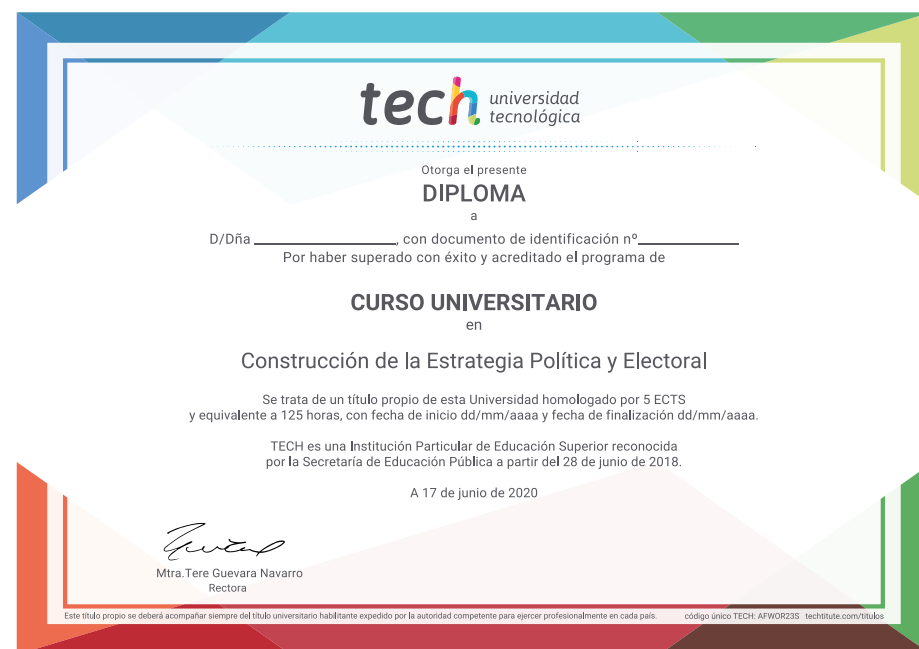 tech universidad
tecnológica
Otorga el presente
DIPLOMA
a
D/Dña ________________, con documento de identificación nº____________
Por haber superado con éxito y acreditado el programa de
CURSO UNIVERSITARIO
en
Construcción de la Estrategia Política y Electoral
Se trata de un título propio de esta Universidad homologado por 5 ECTS
y equivalente a 125 horas, con fecha de inicio dd/mm/aaaa y fecha de finalización dd/mm/aaaa.
TECH es una Institución Particular de Educación Superior reconocida
por la Secretaría de Educación Pública a partir del 28 de junio de 2018.
A 17 de junio de 2020
Mtra.Tere Guevara Navarro
Rectora
Este título propio se deberá acompañar siempre del título universitario habilitante expedido por la autoridad competente para ejercer profesionalmente en cada país. código único TECH: AFWOR23S techtitute.com/titulos